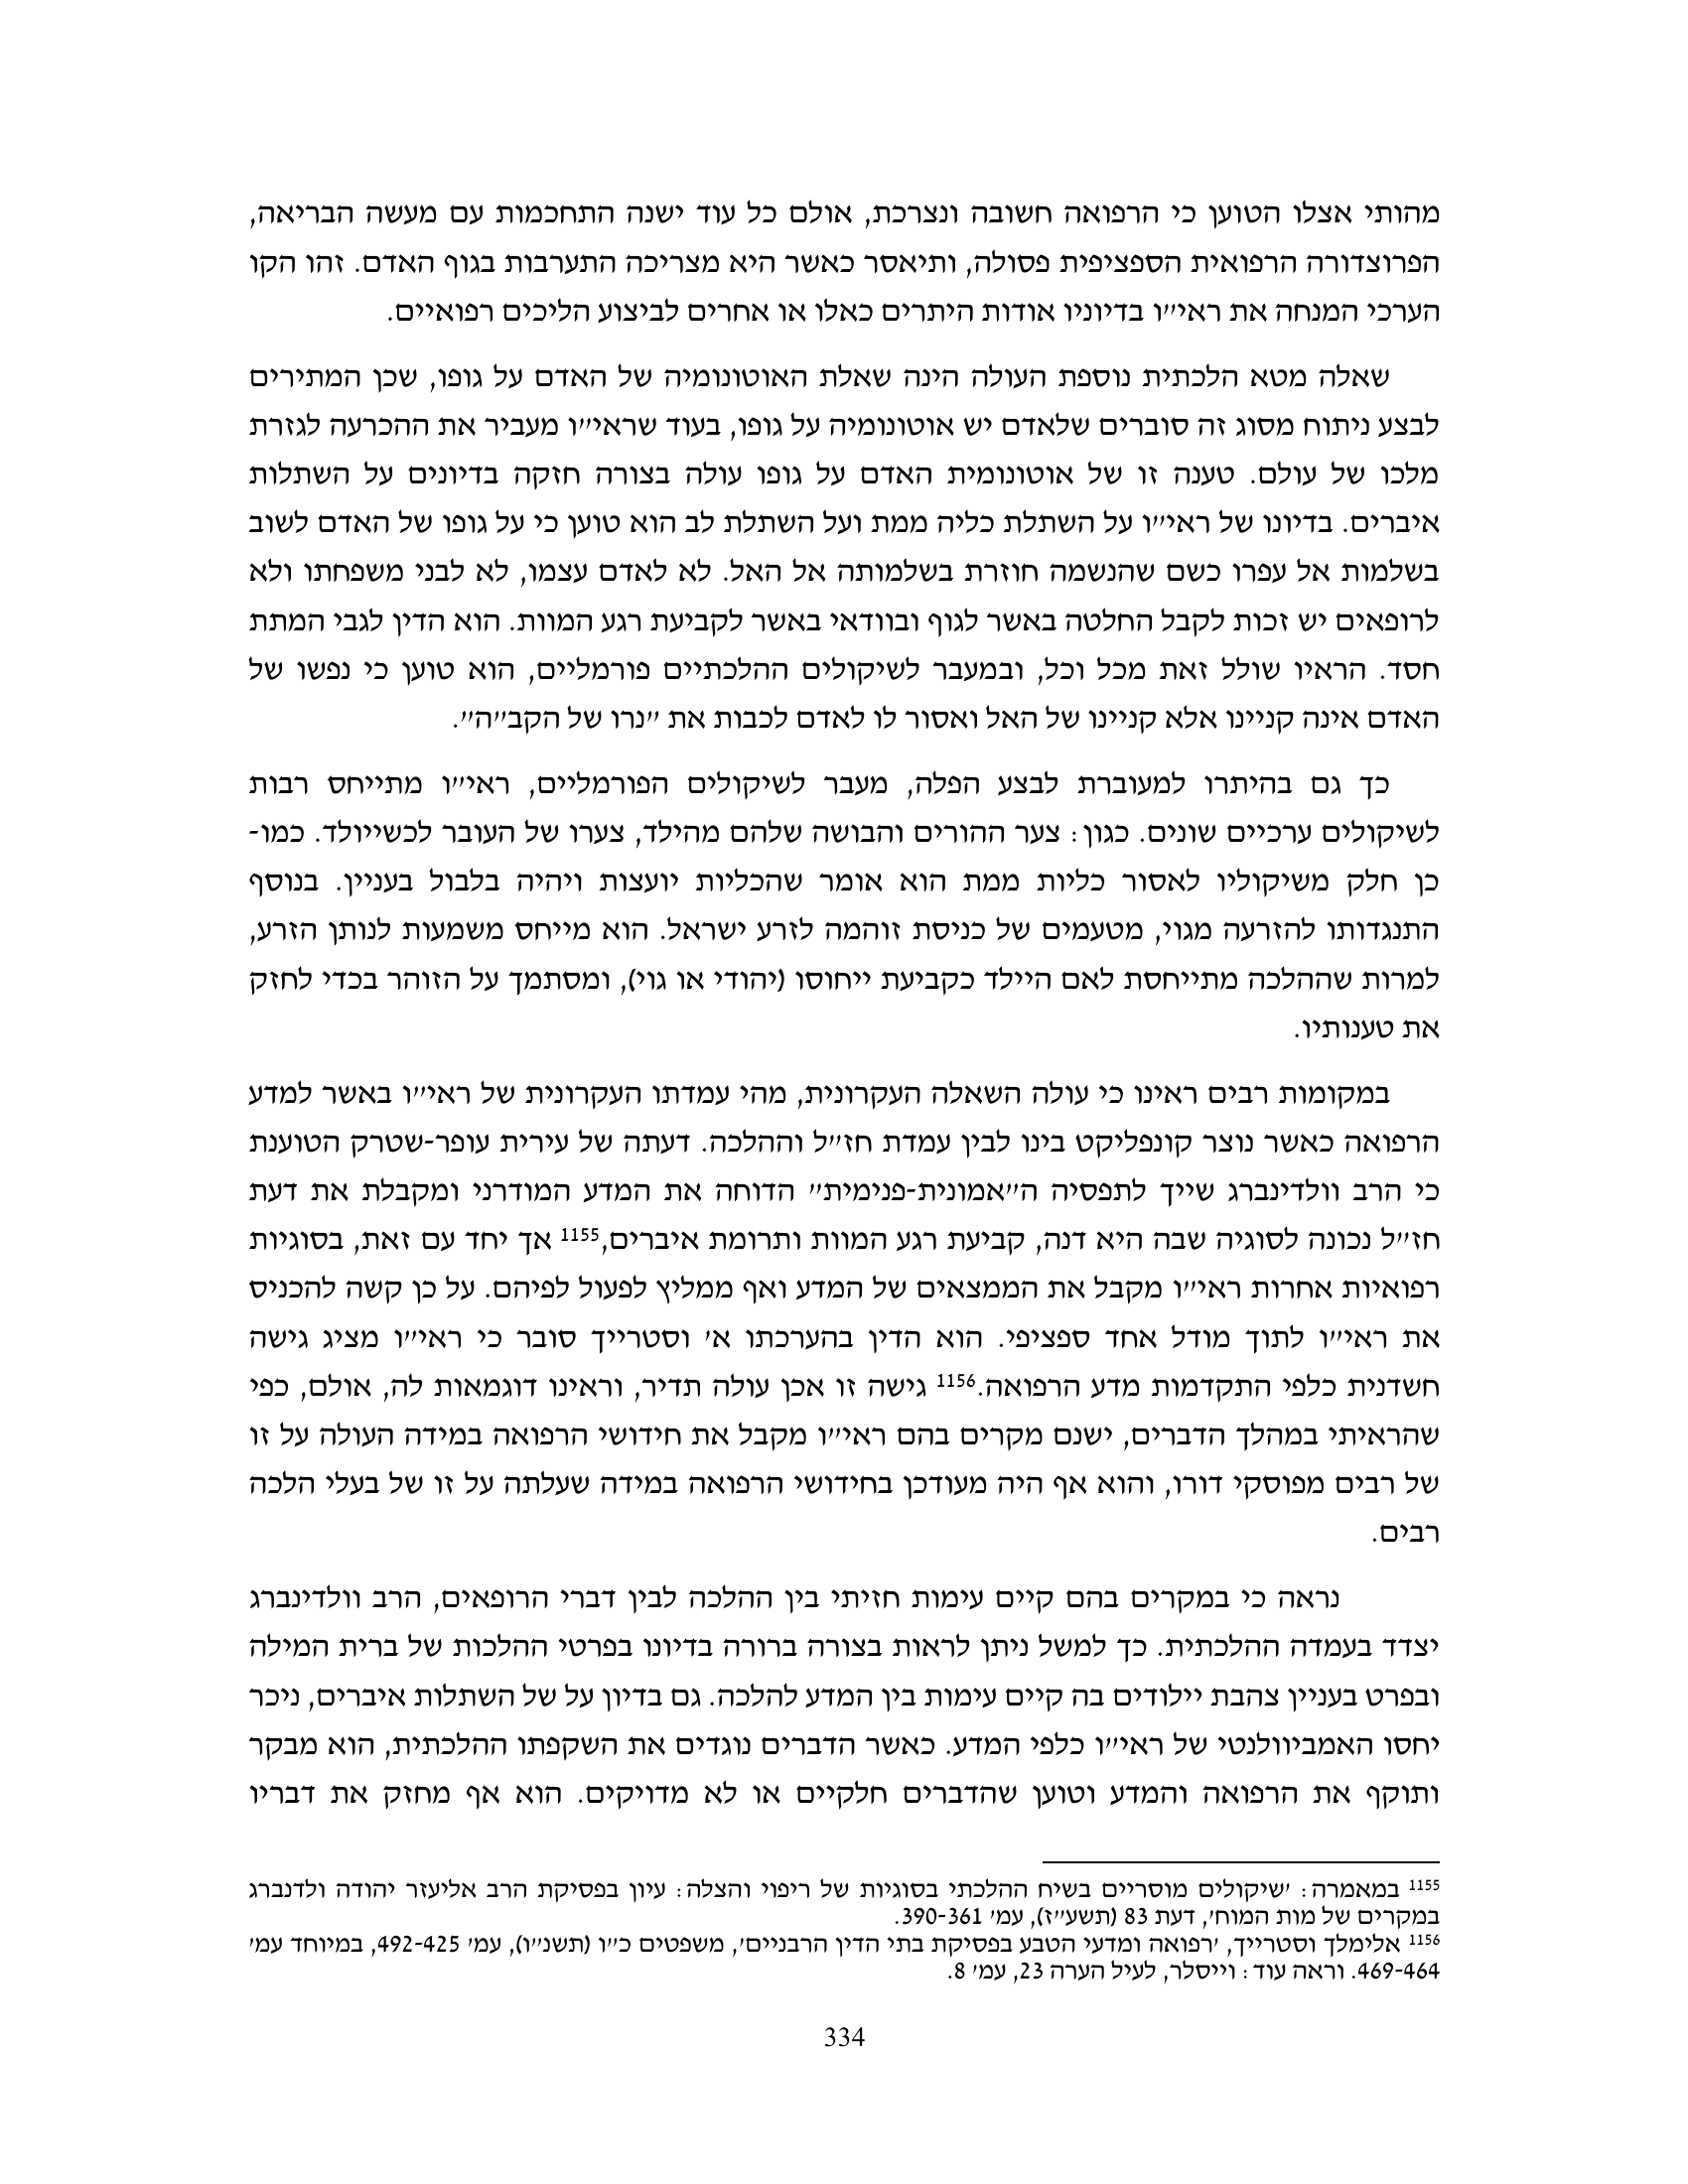 מהותי אצלו הטוען כי הרפואה חשובה ונצרכת, אולם כל עוד ישנה התחכמות עם מעשה הבריאה,
הפרוצדורה הרפואית הספציפית פסולה, ותיאסר כאשר היא מצריכה התערבות בגוף האדם. זהו הקו
הערכי המנחה את ראי״ו בדיוניו אודות היתרים כאלו או אחרים לביצוע הליכים רפואיים.
שאלה מטא הלכתית נוספת העולה הינה שאלת האוטונומיה של האדם על גופו, שכן המתירים
לבצע ניתוח מסוג זה סוברים שלאדם יש אוטונומיה על גופו, בעוד שראי״ו מעביר את ההכרעה לגזרת
מלכו של עולם. טענה זו של אוטונומית האדם על גופו עולה בצורה חזקה בדיונים על השתלות
איברים. בדיונו של ראי״ו על השתלת כליה ממת ועל השתלת לב הוא טוען כי על גופו של האדם לשוב
בשלמות אל עפרו כשם שהנשמה חוזרת בשלמותה אל האל. לא לאדם עצמו, לא לבני משפחתו ולא
לרופאים יש זכות לקבל החלטה באשר לגוף ובוודאי באשר לקביעת רגע המוות. הוא הדין לגבי המתת
חסד. הראיו שולל זאת מכל וכל, ובמעבר לשיקולים ההלכתיים פורמליים, הוא טוען כי נפשו של
האדם אינה קניינו אלא קניינו של האל ואסור לו לאדם לכבות את ״נרו של הקב״ה״.
כך גם בהיתרו למעוברת לבצע הפלה, מעבר לשיקולים הפורמליים, ראי״ו מתייחס רבות
לשיקולים ערכיים שונים. כגון: צער ההורים והבושה שלהם מהילד, צערו של העובר לכשייולד. כמו-
כן חלק משיקוליו לאסור כליות ממת הוא אומר שהכליות יועצות ויהיה בלבול בעניין. בנוסף
התנגדותו להזרעה מגוי, מטעמים של כניסת זוהמה לזרע ישראל. הוא מייחס משמעות לנותן הזרע,
למרות שההלכה מתייחסת לאם היילד כקביעת ייחוסו (יהודי או גוי), ומסתמך על הזוהר בכדי לחזק
את טענותיו.
במקומות רבים ראינו כי עולה השאלה העקרונית, מהי עמדתו העקרונית של ראי״ו באשר למדע
הרפואה כאשר נוצר קונפליקט בינו לבין עמדת חז״ל וההלכה. דעתה של עירית עופר-שטרק הטוענת
כי הרב וולדינברג שייך לתפסיה ה״אמונית-פנימית״ הדוחה את המדע המודרני ומקבלת את דעת
חז״ל נכונה לסוגיה שבה היא דנה, קביעת רגע המוות ותרומת איברים,1155 אך יחד עם זאת, בסוגיות
רפואיות אחרות ראי״ו מקבל את הממצאים של המדע ואף ממליץ לפעול לפיהם. על כן קשה להכניס
את ראי״ו לתוך מודל אחד ספציפי. הוא הדין בהערכתו א׳ וסטרייך סובר כי ראי״ו מציג גישה
חשדנית כלפי התקדמות מדע הרפואה.1156 גישה זו אכן עולה תדיר, וראינו דוגמאות לה, אולם, כפי
שהראיתי במהלך הדברים, ישנם מקרים בהם ראי״ו מקבל את חידושי הרפואה במידה העולה על זו
של רבים מפוסקי דורו, והוא אף היה מעודכן בחידושי הרפואה במידה שעלתה על זו של בעלי הלכה
רבים.
נראה כי במקרים בהם קיים עימות חזיתי בין ההלכה לבין דברי הרופאים, הרב וולדינברג
יצדד בעמדה ההלכתית. כך למשל ניתן לראות בצורה ברורה בדיונו בפרטי ההלכות של ברית המילה
ובפרט בעניין צהבת יילודים בה קיים עימות בין המדע להלכה. גם בדיון על של השתלות איברים, ניכר
יחסו האמביוולנטי של ראי״ו כלפי המדע. כאשר הדברים נוגדים את השקפתו ההלכתית, הוא מבקר
ותוקף את הרפואה והמדע וטוען שהדברים חלקיים או לא מדויקים. הוא אף מחזק את דבריו
1155 במאמרה: ׳שיקולים מוסריים בשיח ההלכתי בסוגיות של ריפוי והצלה: עיון בפסיקת הרב אליעזר יהודה ולדנברג
במקרים של מות המוח׳, דעת 83 (תשע״ז), עמ׳ 390-361.
1156 אלימלך וסטרייך, ׳רפואה ומדעי הטבע בפסיקת בתי הדין הרבניים׳, משפטים כ״ו (תשנ״ו), עמ׳ 492-425, במיוחד עמ׳
469-464. וראה עוד: וייסלר, לעיל הערה 23, עמ׳ 8.
334